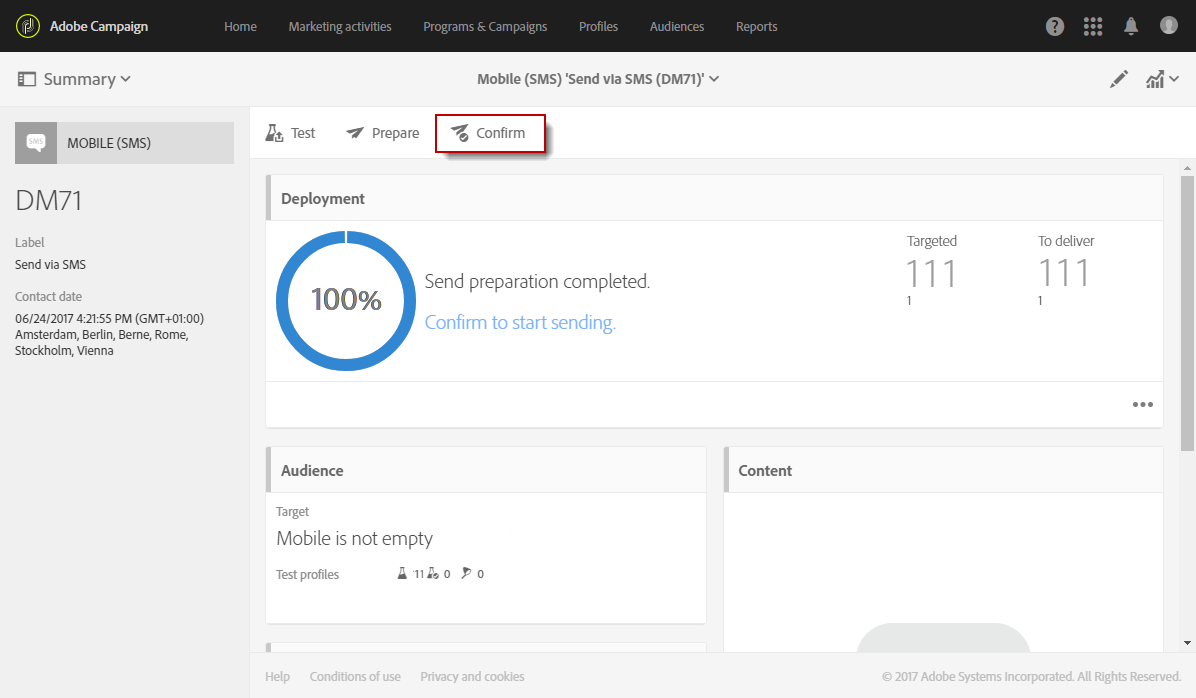 Adobe Campaign Home Marketing activities Programs & Campaigns Profiles Audiences Reports ?
Summary Mobile (SMS) 'Send via SMS (DM71)'
SMS MOBILE (SMS)
DM71
Label
Send via SMS
Contact date
06/24/2017 4:21:55 PM (GMT+01:00)
Amsterdam, Berlin, Berne, Rome,
Stockholm, Vienna
Test Prepare Confirm
Deployment
100%
Send preparation completed.
Confirm to start sending.
Targeted To deliver
111 111
1 1
Audience
Target
Mobile is not empty
Test profiles 11 0 0
Content
Help Conditions of use Privacy and cookies © 2017 Adobe Systems Incorporated. All Rights Reserved.